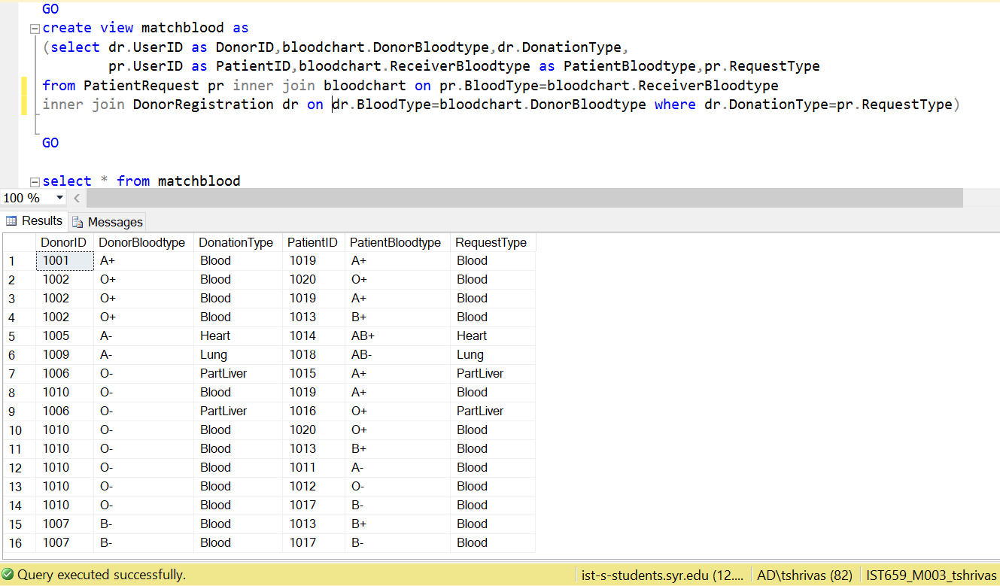 GO
create view matchblood as
(select dr.UserID as DonorID,bloodchart.DonorBloodtype,dr.DonationType,
pr.UserID as PatientID,bloodchart.ReceiverBloodtype as PatientBloodtype,pr.RequestType
from PatientRequest pr inner join bloodchart on pr.BloodType=bloodchart.ReceiverBloodtype
inner join DonorRegistration dr on dr.BloodType=bloodchart.DonorBloodtype where dr.DonationType=pr.RequestType)
GO
select * from matchblood
100 %
Results Messages
DonorID DonorBloodtype DonationType PatientID PatientBloodtype RequestType
1 1001 A+ Blood 1019 A+ Blood
2 1002 O+ Blood 1020 O+ Blood
3 1002 O+ Blood 1019 A+ Blood
4 1002 O+ Blood 1013 B+ Blood
5 1005 A- Heart 1014 AB+ Heart
6 1009 A- Lung 1018 AB- Lung
7 1006 O- PartLiver 1015 A+ PartLiver
8 1010 O- Blood 1019 A+ Blood
9 1006 O- PartLiver 1016 O+ PartLiver
10 1010 O- Blood 1020 O+ Blood
11 1010 O- Blood 1013 B+ Blood
12 1010 O- Blood 1011 A- Blood
13 1010 O- Blood 1012 O- Blood
14 1010 O- Blood 1017 B- Blood
15 1007 B- Blood 1013 B+ Blood
16 1007 B- Blood 1017 B- Blood
Query executed successfully. ist-s-students.syr.edu (12.... AD\tshrivas (82) IST659_M003_tshrivas